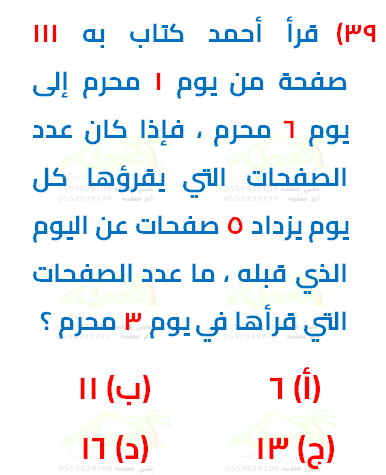 ٣٩) قرأ أحمد كتاب به ١١١
صفحة من يوم ١ محرم إلى
يوم ٦ محرم ، فإذا كان عدد
الصفحات التي يقرؤها كل
يوم يزداد ٥ صفحات عن اليوم
الذي قبله ، ما عدد الصفحات
التي قرأها في يوم ٣ محرم ؟
(أ) ٦ (ب) ١١
(ج) ١٣ (د) ١٦